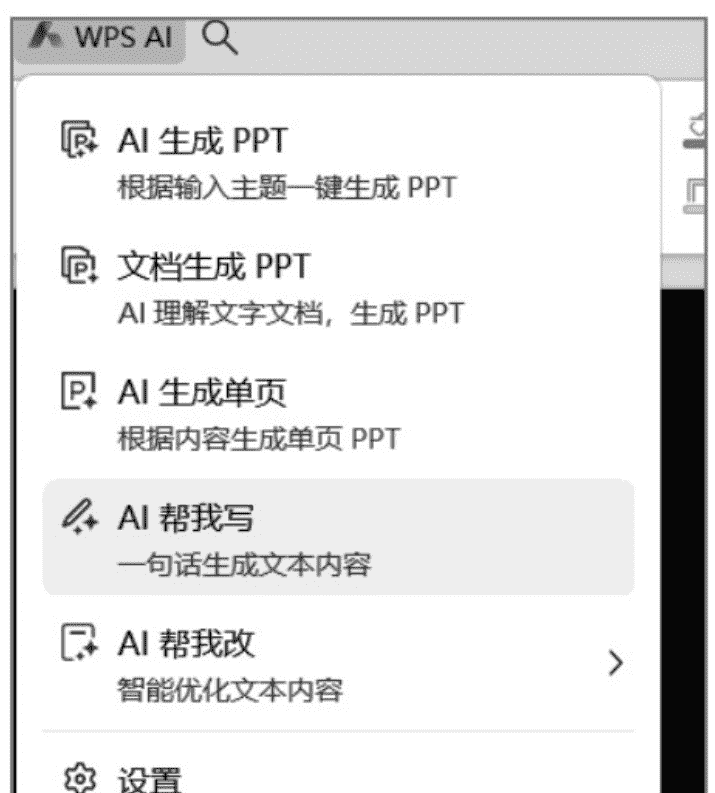 WPS AI
AI 生成 PPT
根据输入主题一键生成 PPT
文档生成 PPT
AI 理解文字文档，生成 PPT
AI 生成单页
根据内容生成单页 PPT
AI 帮我写
一句话生成文本内容
AI 帮我改
智能优化文本内容
设置